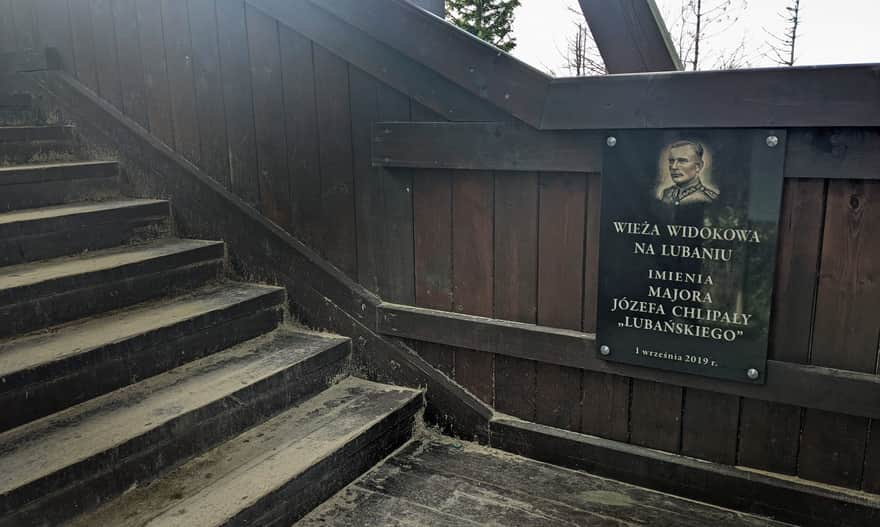 WIEŻA WIDOKOWA
NA LUBANIU
IMIENIA
MAJORA
JÓZEFA CHLIPAŁY
„LUBAŃSKIEGO”
1 września 2019 r.